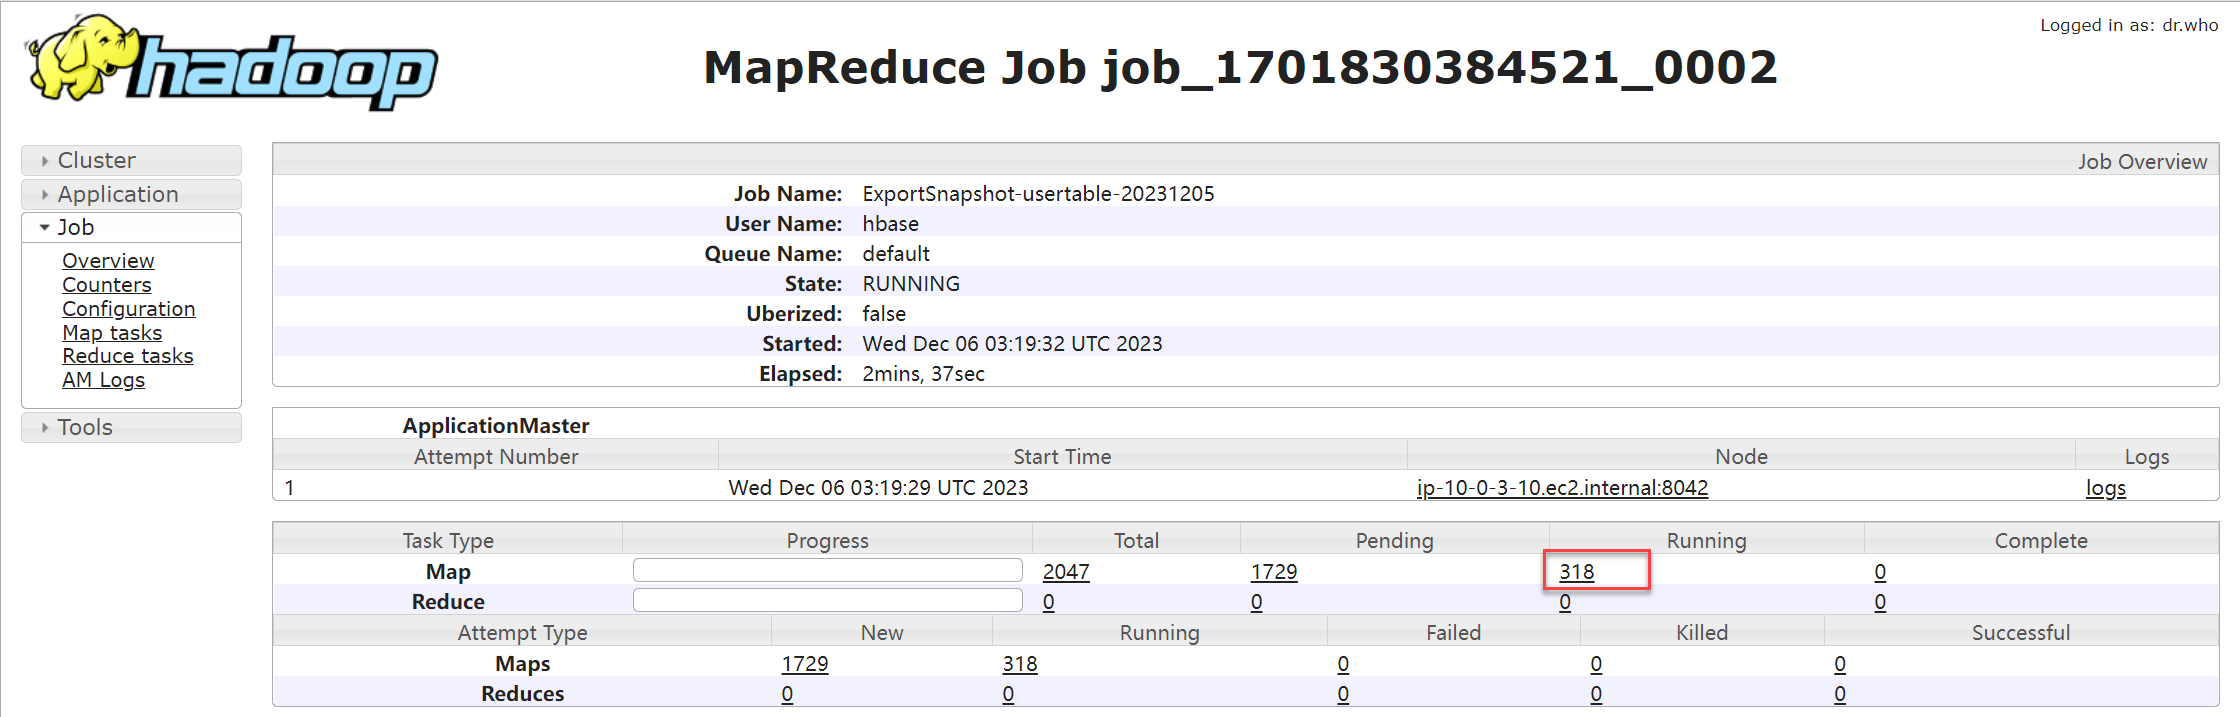 Logged in as: dr.who
hadoop
MapReduce Job job_1701830384521_0002
Cluster
Application
Job
Overview
Counters
Configuration
Map tasks
Reduce tasks
AM Logs
Tools
Job Overview
Job Name: ExportSnapshot-usertable-20231205
User Name: hbase
Queue Name: default
State: RUNNING
Uberized: false
Started: Wed Dec 06 03:19:32 UTC 2023
Elapsed: 2mins, 37sec
ApplicationMaster
Attempt Number Start Time Node Logs
1 Wed Dec 06 03:19:29 UTC 2023 ip-10-0-3-10.ec2.internal:8042 logs
Task Type Progress Total Pending Running Complete
Map 2047 1729 318 0
Reduce 0 0 0 0
Attempt Type New Running Failed Killed Successful
Maps 1729 318 0 0 0
Reduces 0 0 0 0 0